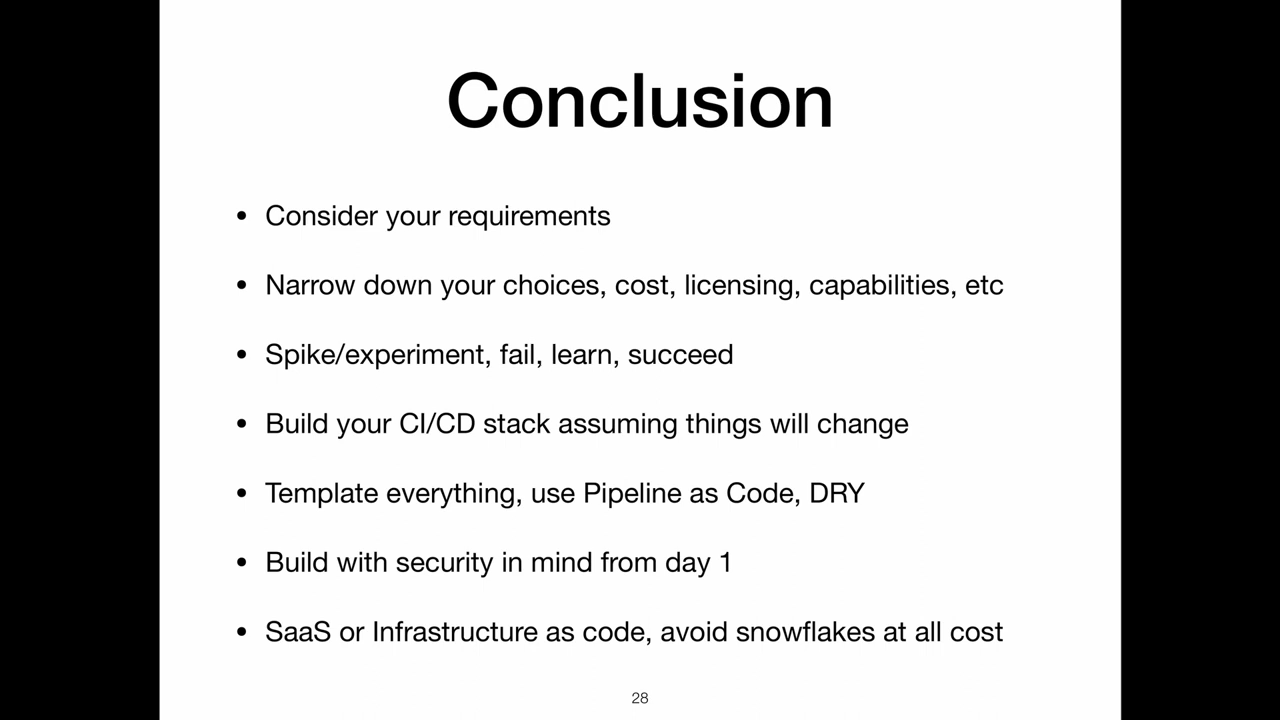 Conclusion
• Consider your requirements
• Narrow down your choices, cost, licensing, capabilities, etc
• Spike/experiment, fail, learn, succeed
• Build your CI/CD stack assuming things will change
• Template everything, use Pipeline as Code, DRY
• Build with security in mind from day 1
• SaaS or Infrastructure as code, avoid snowflakes at all cost
28